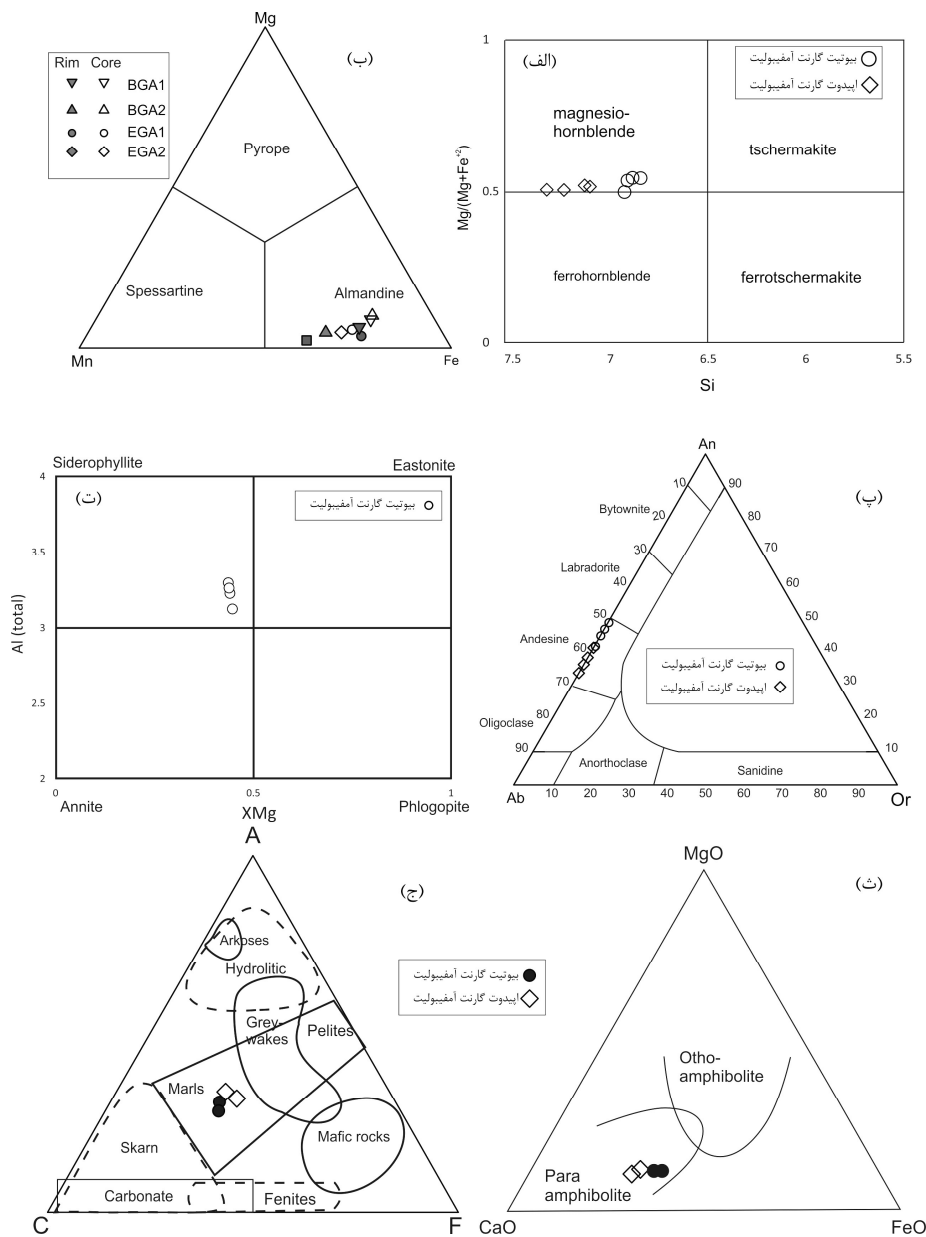 Mg
(ب)
Rim Core
BGA1
BGA2
EGA1
EGA2
Pyrope
Spessartine
Almandine
Mn
Fe
(الف)
بیوتیت گارنت آمفیبولیت
اپیدوت گارنت آمفیبولیت
magnesio-
hornblende
tschermakite
ferrohornblende
ferrotschermakite
Mg/(Mg+Fe⁺²)
1
0.5
0
7.5 7 6.5 6 5.5
Si
Siderophyllite
Eastonite
(ت)
بیوتیت گارنت آمفیبولیت
Al (total)
4
3.5
3
2.5
2
0 0.5 1
Annite
Phlogopite
XMg
An
(پ)
10 90
Bytownite
20 80
30 70
Labradorite
40 60
50 50
Andesine
60 40
70 30
Oligoclase
80 20
90 10
بیوتیت گارنت آمفیبولیت
اپیدوت گارنت آمفیبولیت
Anorthoclase
Sanidine
Ab
10 20 30 40 50 60 70 80 90
Or
A
(ج)
Arkoses
Hydrolitic
Grey-
wakes
Pelites
Marls
Mafic rocks
Skarn
Carbonate
Fenites
C
F
بیوتیت گارنت آمفیبولیت
اپیدوت گارنت آمفیبولیت
MgO
(ث)
Otho-
amphibolite
Para
amphibolite
CaO
FeO